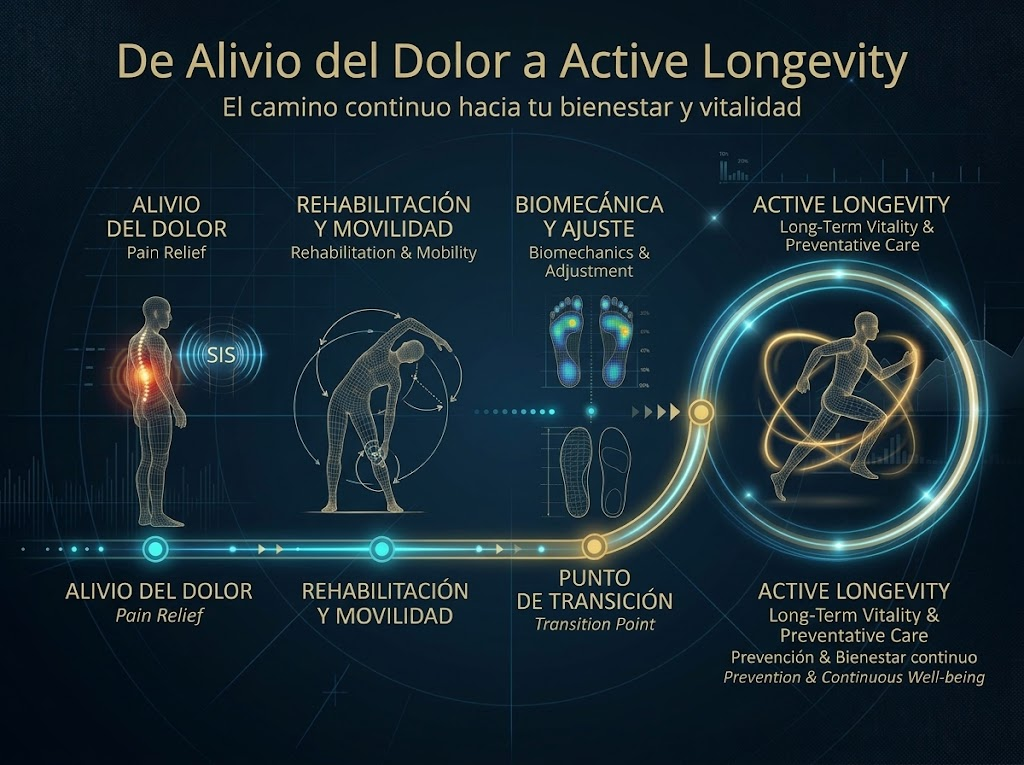 De Alivio del Dolor a Active Longevity
El camino continuo hacia tu bienestar y vitalidad
ALIVIO
DEL DOLOR
Pain Relief
REHABILITACIÓN
Y MOVILIDAD
Rehabilitation & Mobility
BIOMECÁNICA
Y AJUSTE
Biomechanics &
Adjustment
ACTIVE LONGEVITY
Long-Term Vitality &
Preventative Care
SIS
ALIVIO DEL DOLOR
Pain Relief
REHABILITACIÓN
Y MOVILIDAD
PUNTO
DE TRANSICIÓN
Transition Point
ACTIVE LONGEVITY
Long-Term Vitality &
Preventative Care
Prevención & Bienestar continuo
Prevention & Continuous Well-being